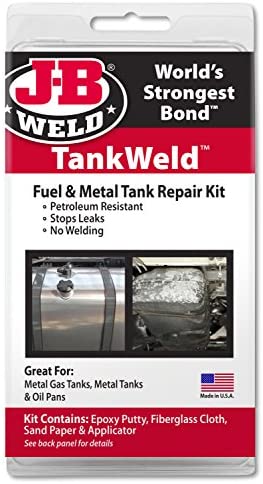 J-B
WELD
World's
Strongest
Bond™
TankWeld™
Fuel & Metal Tank Repair Kit
• Petroleum Resistant
• Stops Leaks
• No Welding
Great For:
Metal Gas Tanks, Metal Tanks
& Oil Pans
Made in U.S.A.
Kit Contains: Epoxy Putty, Fiberglass Cloth,
Sand Paper & Applicator
See back panel for details